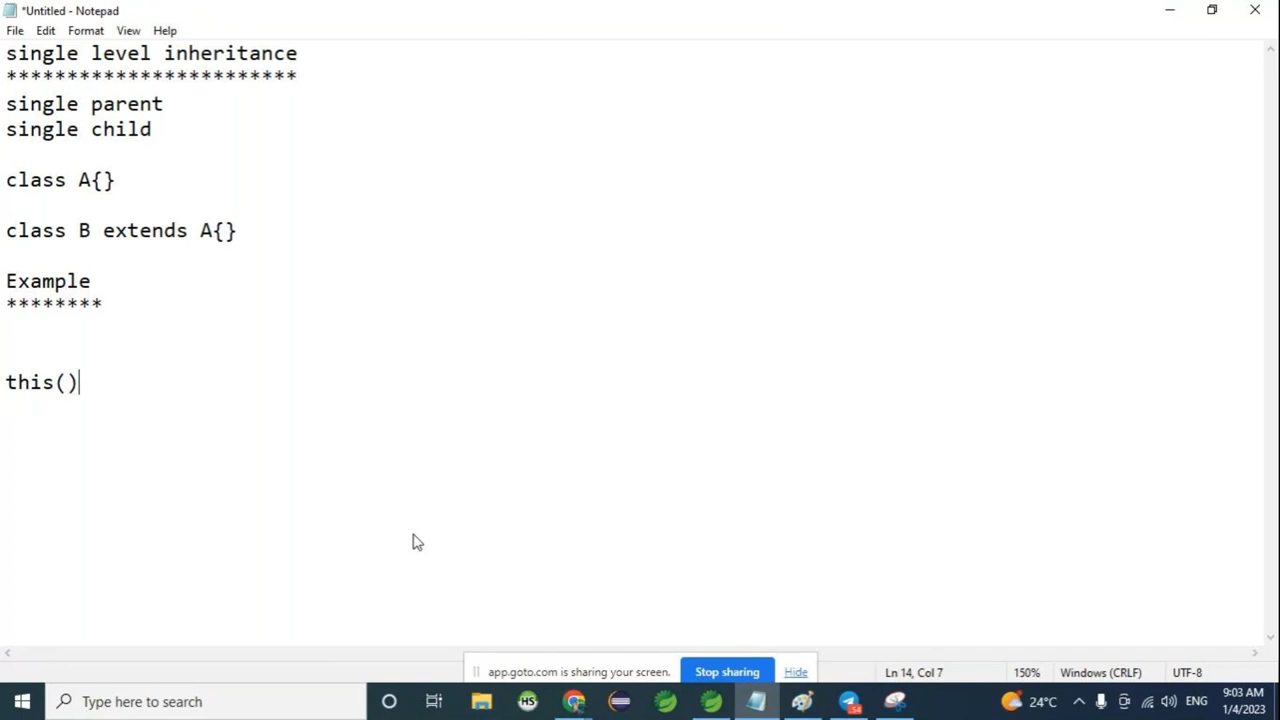 *Untitled - Notepad
File Edit Format View Help
single level inheritance
************************
single parent
single child
class A{}
class B extends A{}
Example
********
this()
app.goto.com is sharing your screen. Stop sharing Hide
Ln 14, Col 7 150% Windows (CRLF) UTF-8
Type here to search
HS
54
24°C
ENG
9:03 AM
1/4/2023